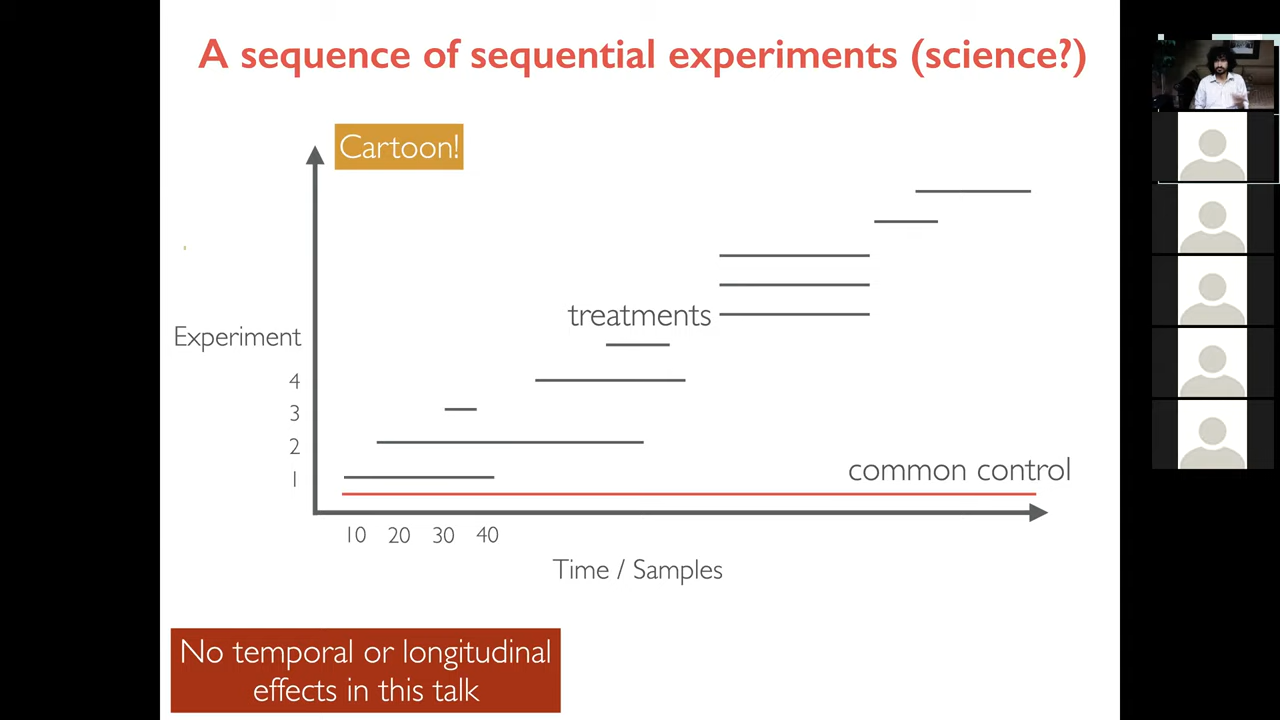 A sequence of sequential experiments (science?)
Cartoon!
treatments
Experiment
4
3
2
1
common control
10 20 30 40
Time / Samples
No temporal or longitudinal
effects in this talk